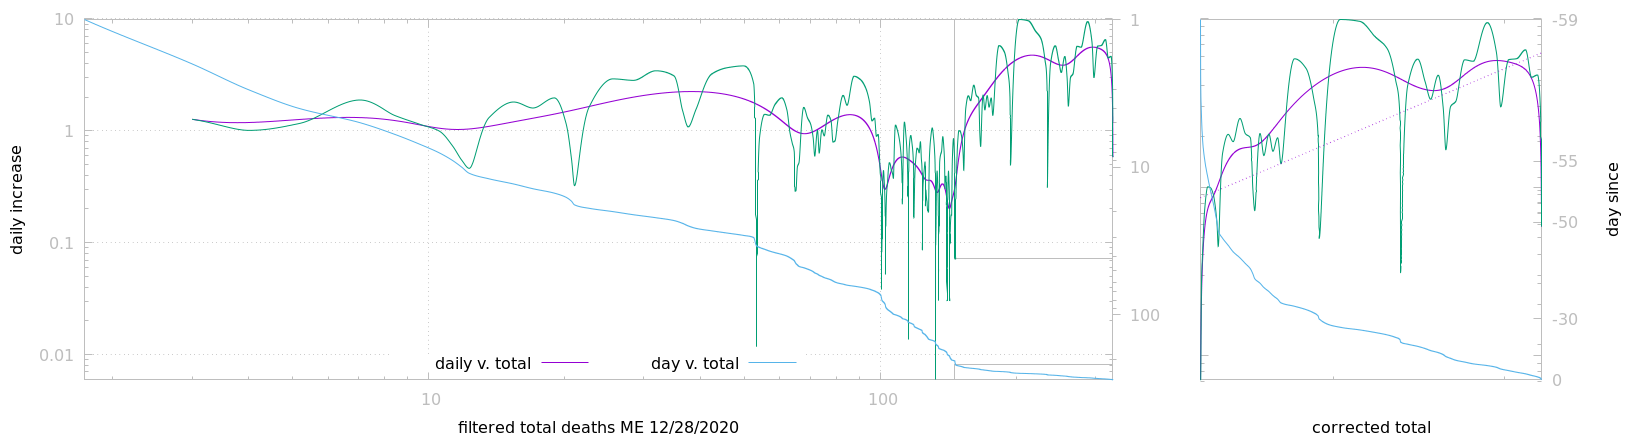 10
1
0.1
0.01
daily increase
daily v. total
day v. total
10
100
filtered total deaths ME 12/28/2020
1
10
100
-59
-55
-50
-30
0
day since
corrected total